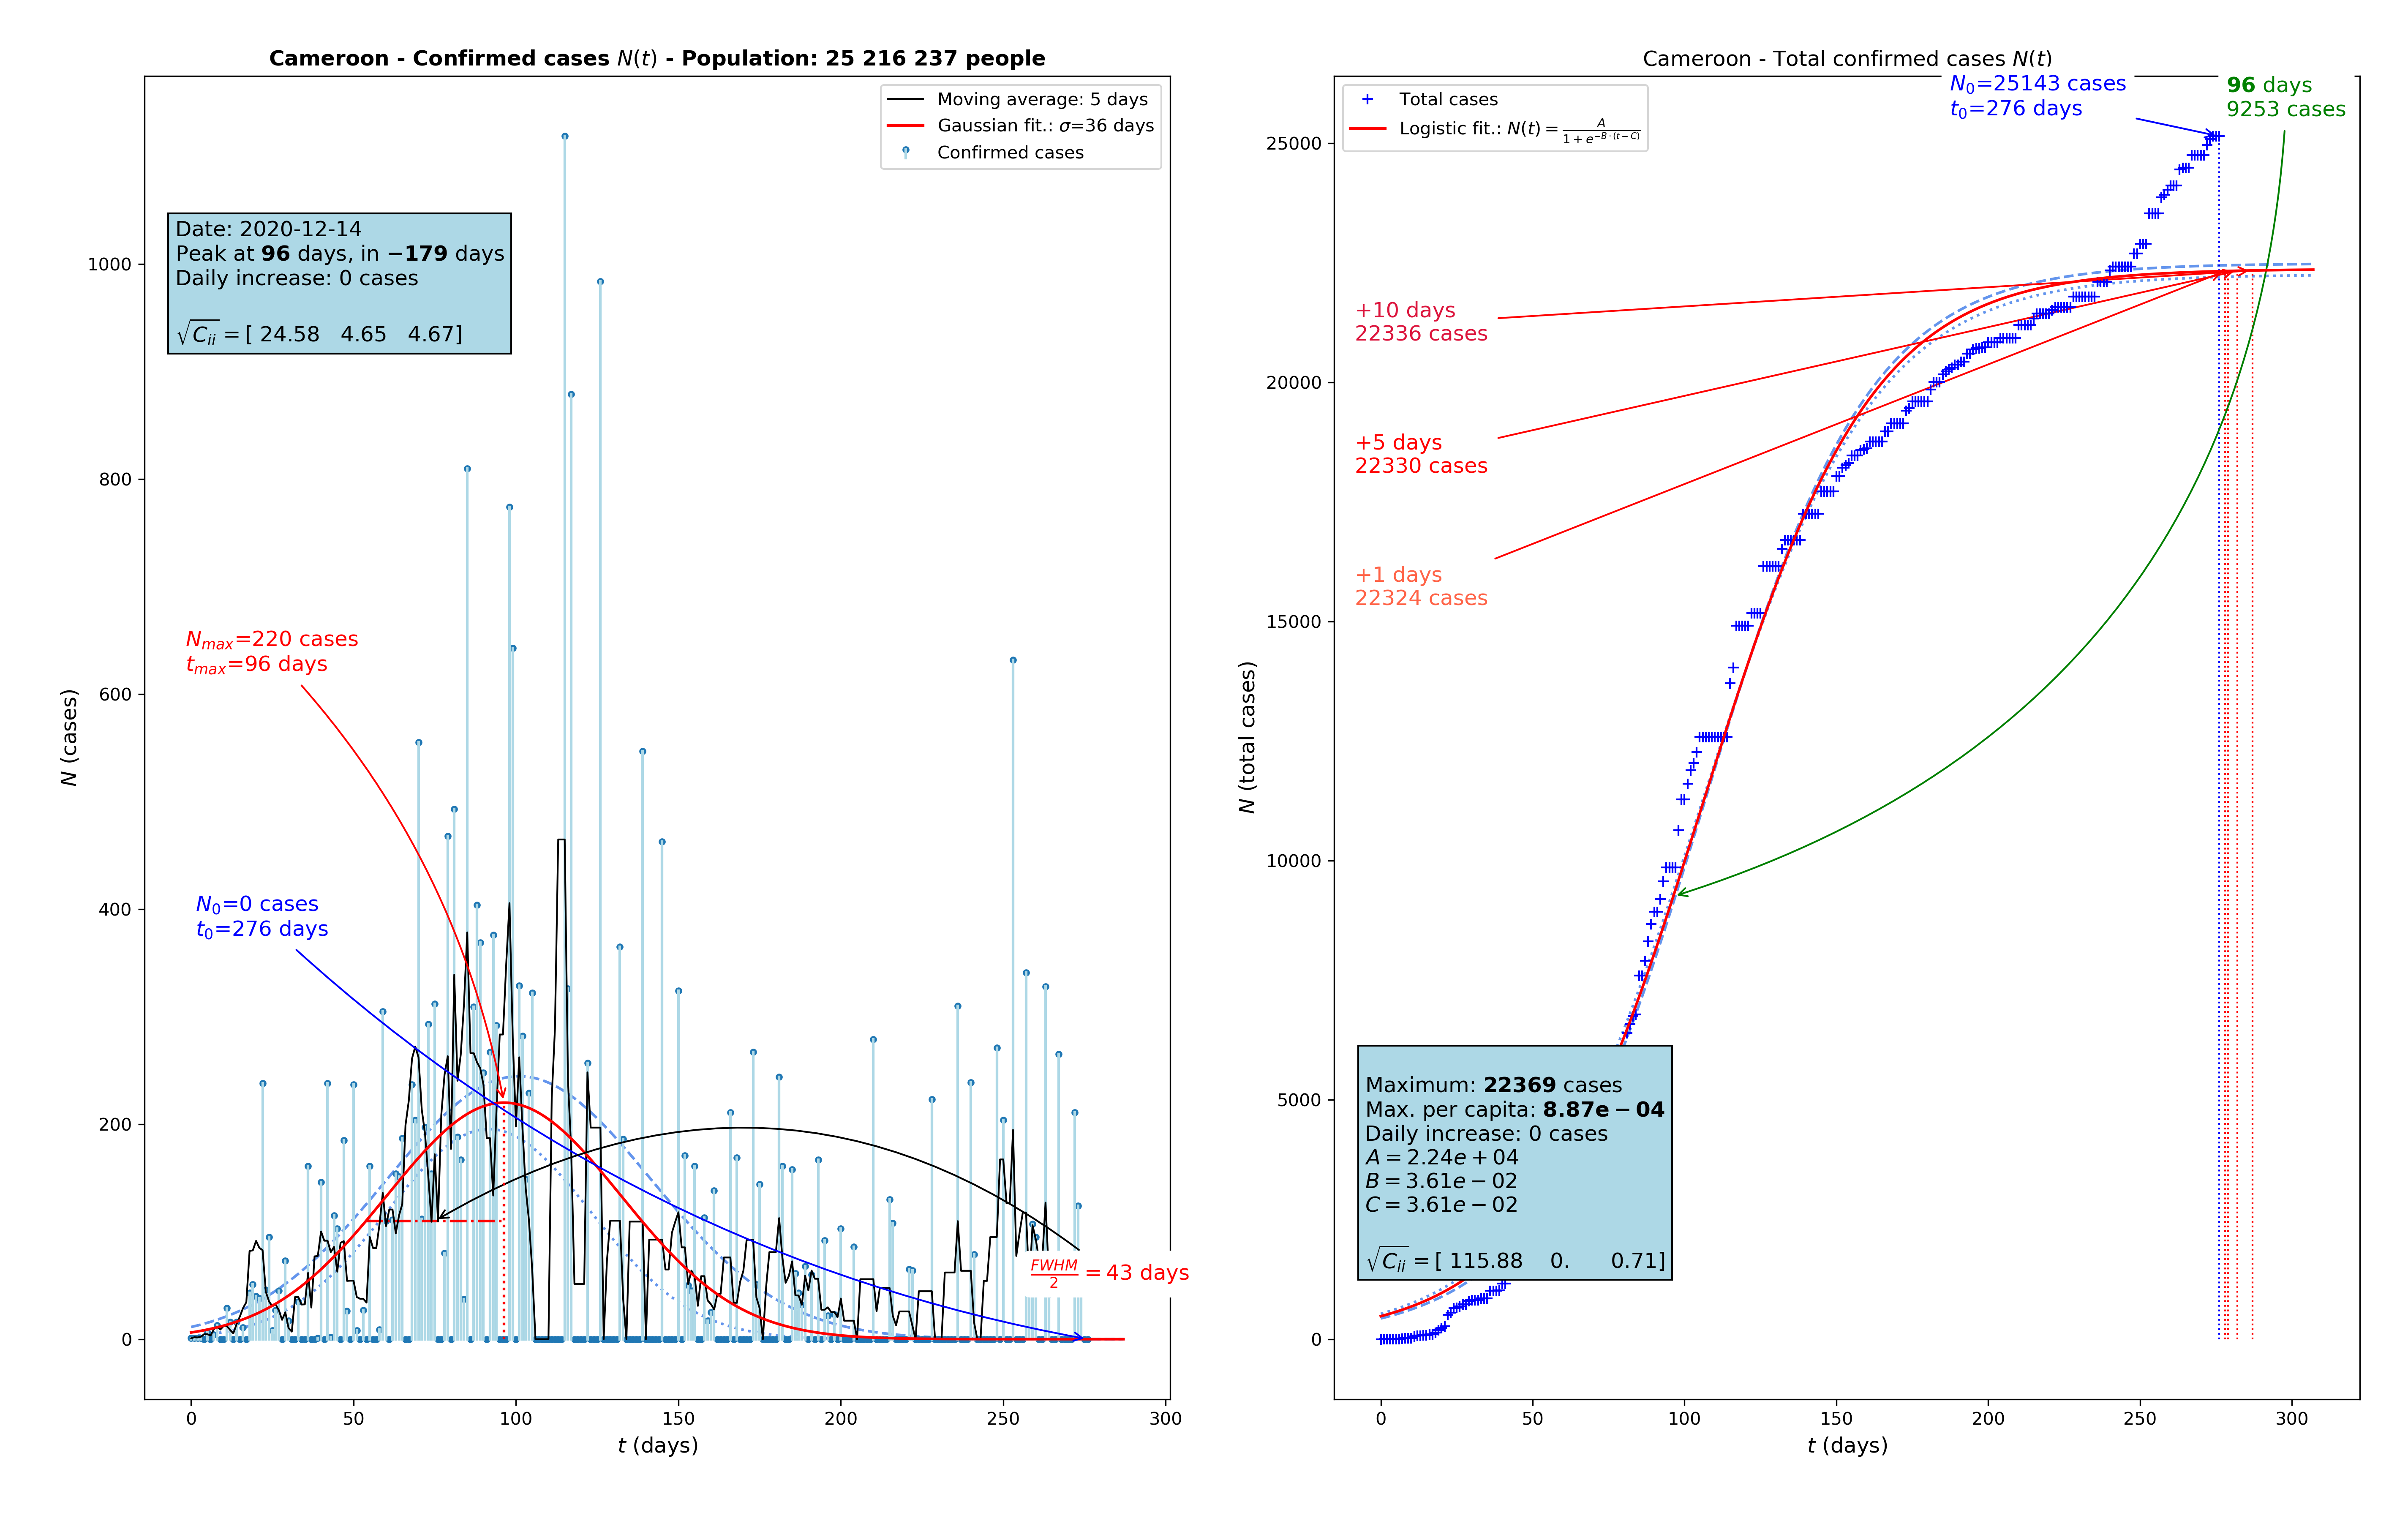 Cameroon - Confirmed cases N(t) - Population: 25 216 237 people
Moving average: 5 days
Gaussian fit.: σ=36 days
Confirmed cases
Date: 2020-12-14
Peak at 96 days, in −179 days
Daily increase: 0 cases
√C_ii = [ 24.58 4.65 4.67]
N_max=220 cases
t_max=96 days
N_0=0 cases
t_0=276 days
FWHM/2 = 43 days
N (cases)
1000
800
600
400
200
0
0 50 100 150 200 250 300
t (days)
Cameroon - Total confirmed cases N(t)
Total cases
Logistic fit.: N(t) = A/(1 + e^{−B·(t−C)})
N_0=25143 cases
t_0=276 days
96 days
9253 cases
+10 days
22336 cases
+5 days
22330 cases
+1 days
22324 cases
Maximum: 22369 cases
Max. per capita: 8.87e − 04
Daily increase: 0 cases
A = 2.24e + 04
B = 3.61e − 02
C = 3.61e − 02
√C_ii = [ 115.88 0. 0.71]
N (total cases)
25000
20000
15000
10000
5000
0
0 50 100 150 200 250 300
t (days)